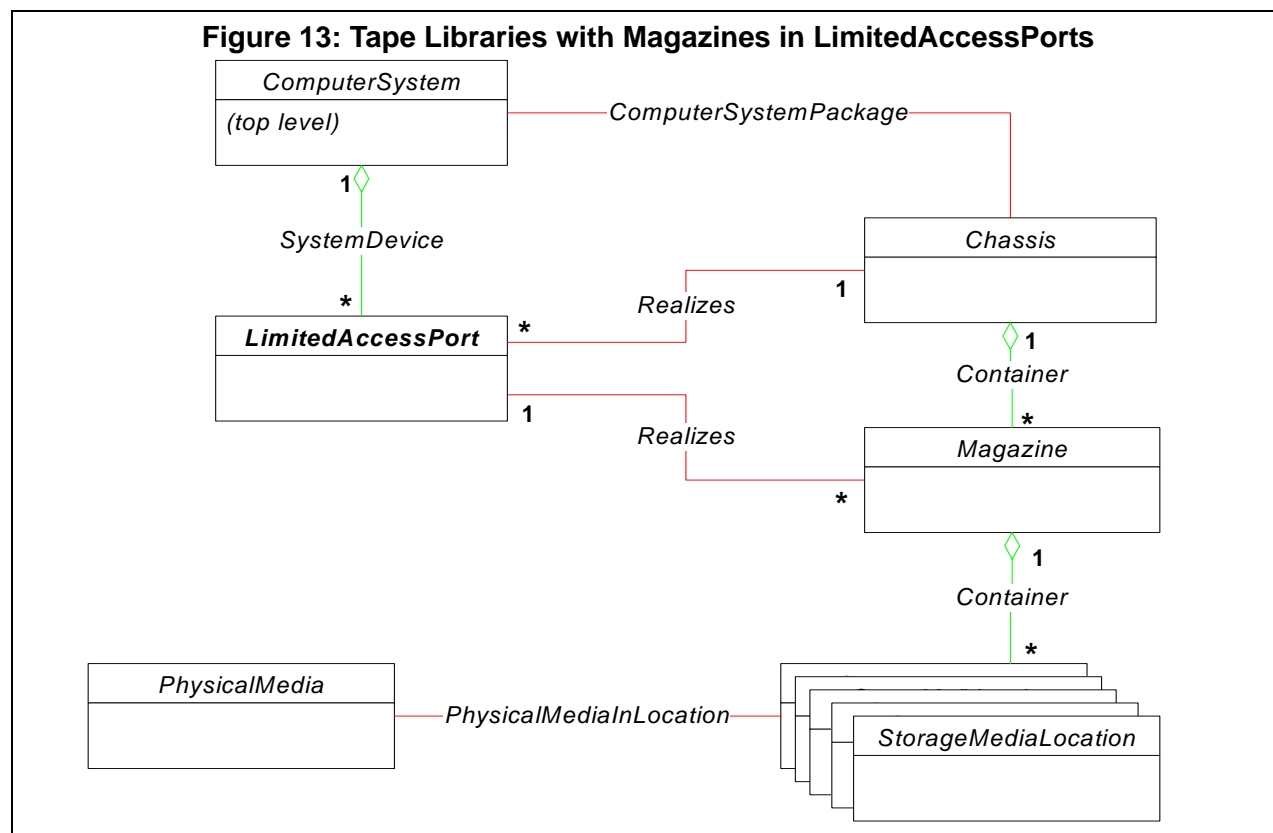 Figure 13: Tape Libraries with Magazines in LimitedAccessPorts
ComputerSystem
(top level)
ComputerSystemPackage
1
SystemDevice
*
Chassis
1
Realizes
*
LimitedAccessPort
1
Container
*
1
Realizes
*
Magazine
1
Container
*
PhysicalMedia
PhysicalMediaInLocation
StorageMediaLocation